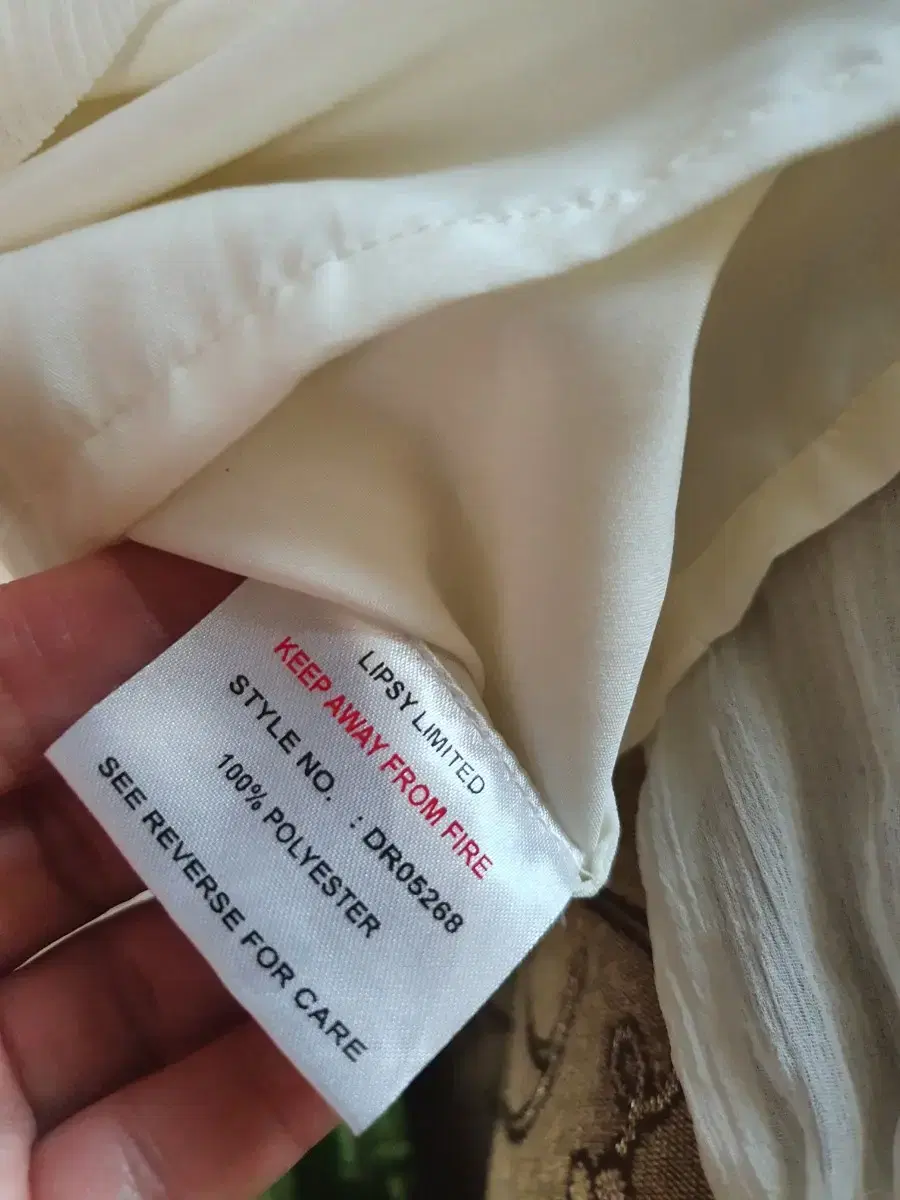 LIPSY LIMITED
KEEP AWAY FROM FIRE
STYLE NO. : DR05268
100% POLYESTER
SEE REVERSE FOR CARE